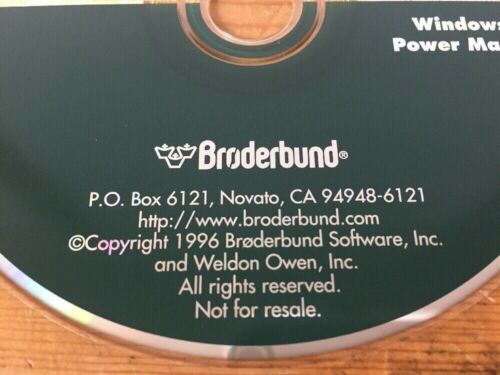 Windows
Power Ma
Brøderbund®
P.O. Box 6121, Novato, CA 94948-6121
http://www.broderbund.com
©Copyright 1996 Brøderbund Software, Inc.
and Weldon Owen, Inc.
All rights reserved.
Not for resale.